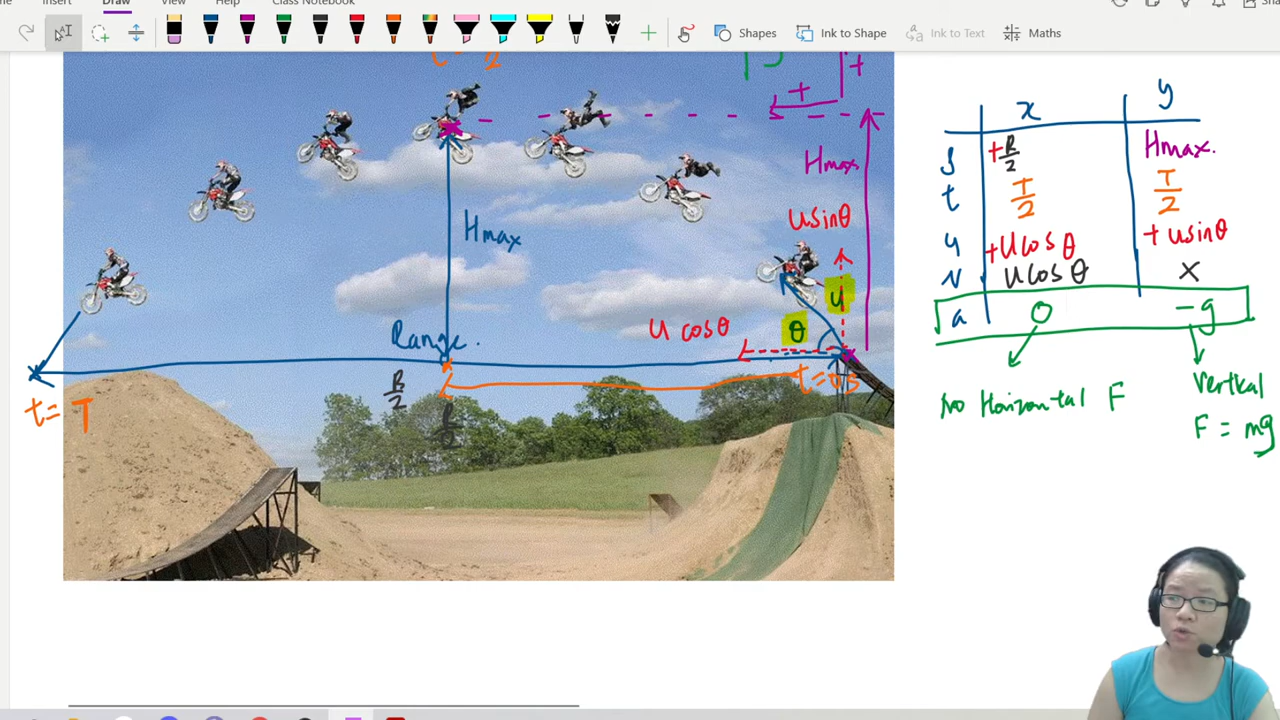 Insert
Draw
View
Help
Class Notebook
Shapes
Ink to Shape
Ink to Text
Maths
+
+
Hmax
usinθ
Hmax
u
θ
u cosθ
Range.
R/2
t=0s
t= T
x y
s +R/2 Hmax.
t T/2 T/2
u +ucosθ +usinθ
v ucosθ x
a 0 -g
No Horizontal F
Vertical
F = mg